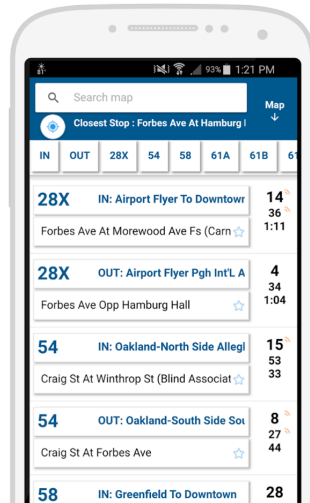 93% 1:21 PM
Search map
Map
Closest Stop : Forbes Ave At Hamburg
IN OUT 28X 54 58 61A 61B 61
28X IN: Airport Flyer To Downtown 14
36
Forbes Ave At Morewood Ave Fs (Carn 1:11
28X OUT: Airport Flyer Pgh Int'L A 4
34
Forbes Ave Opp Hamburg Hall 1:04
54 IN: Oakland-North Side Allegl 15
53
Craig St At Winthrop St (Blind Associat 33
54 OUT: Oakland-South Side Sou 8
27
Craig St At Forbes Ave 44
58 IN: Greenfield To Downtown 28